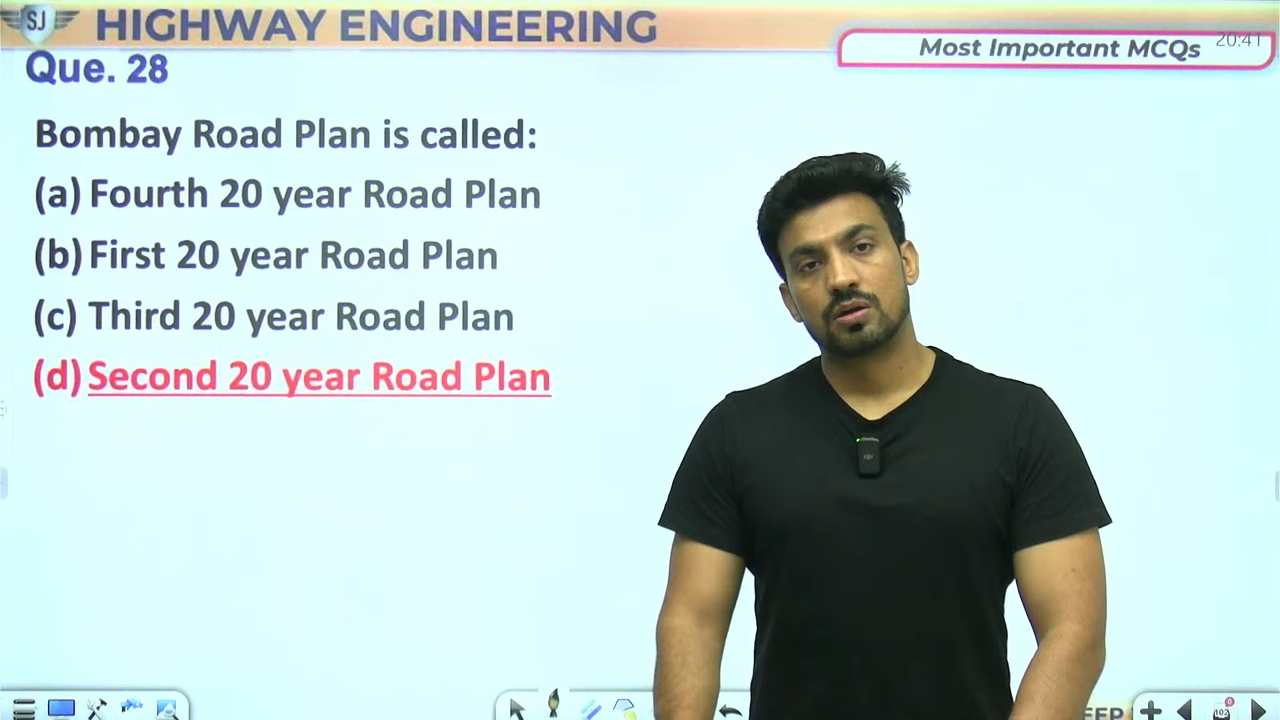 SJ
HIGHWAY ENGINEERING
Most Important MCQs
20:41
Que. 28
Bombay Road Plan is called:
(a) Fourth 20 year Road Plan
(b) First 20 year Road Plan
(c) Third 20 year Road Plan
(d) Second 20 year Road Plan
102